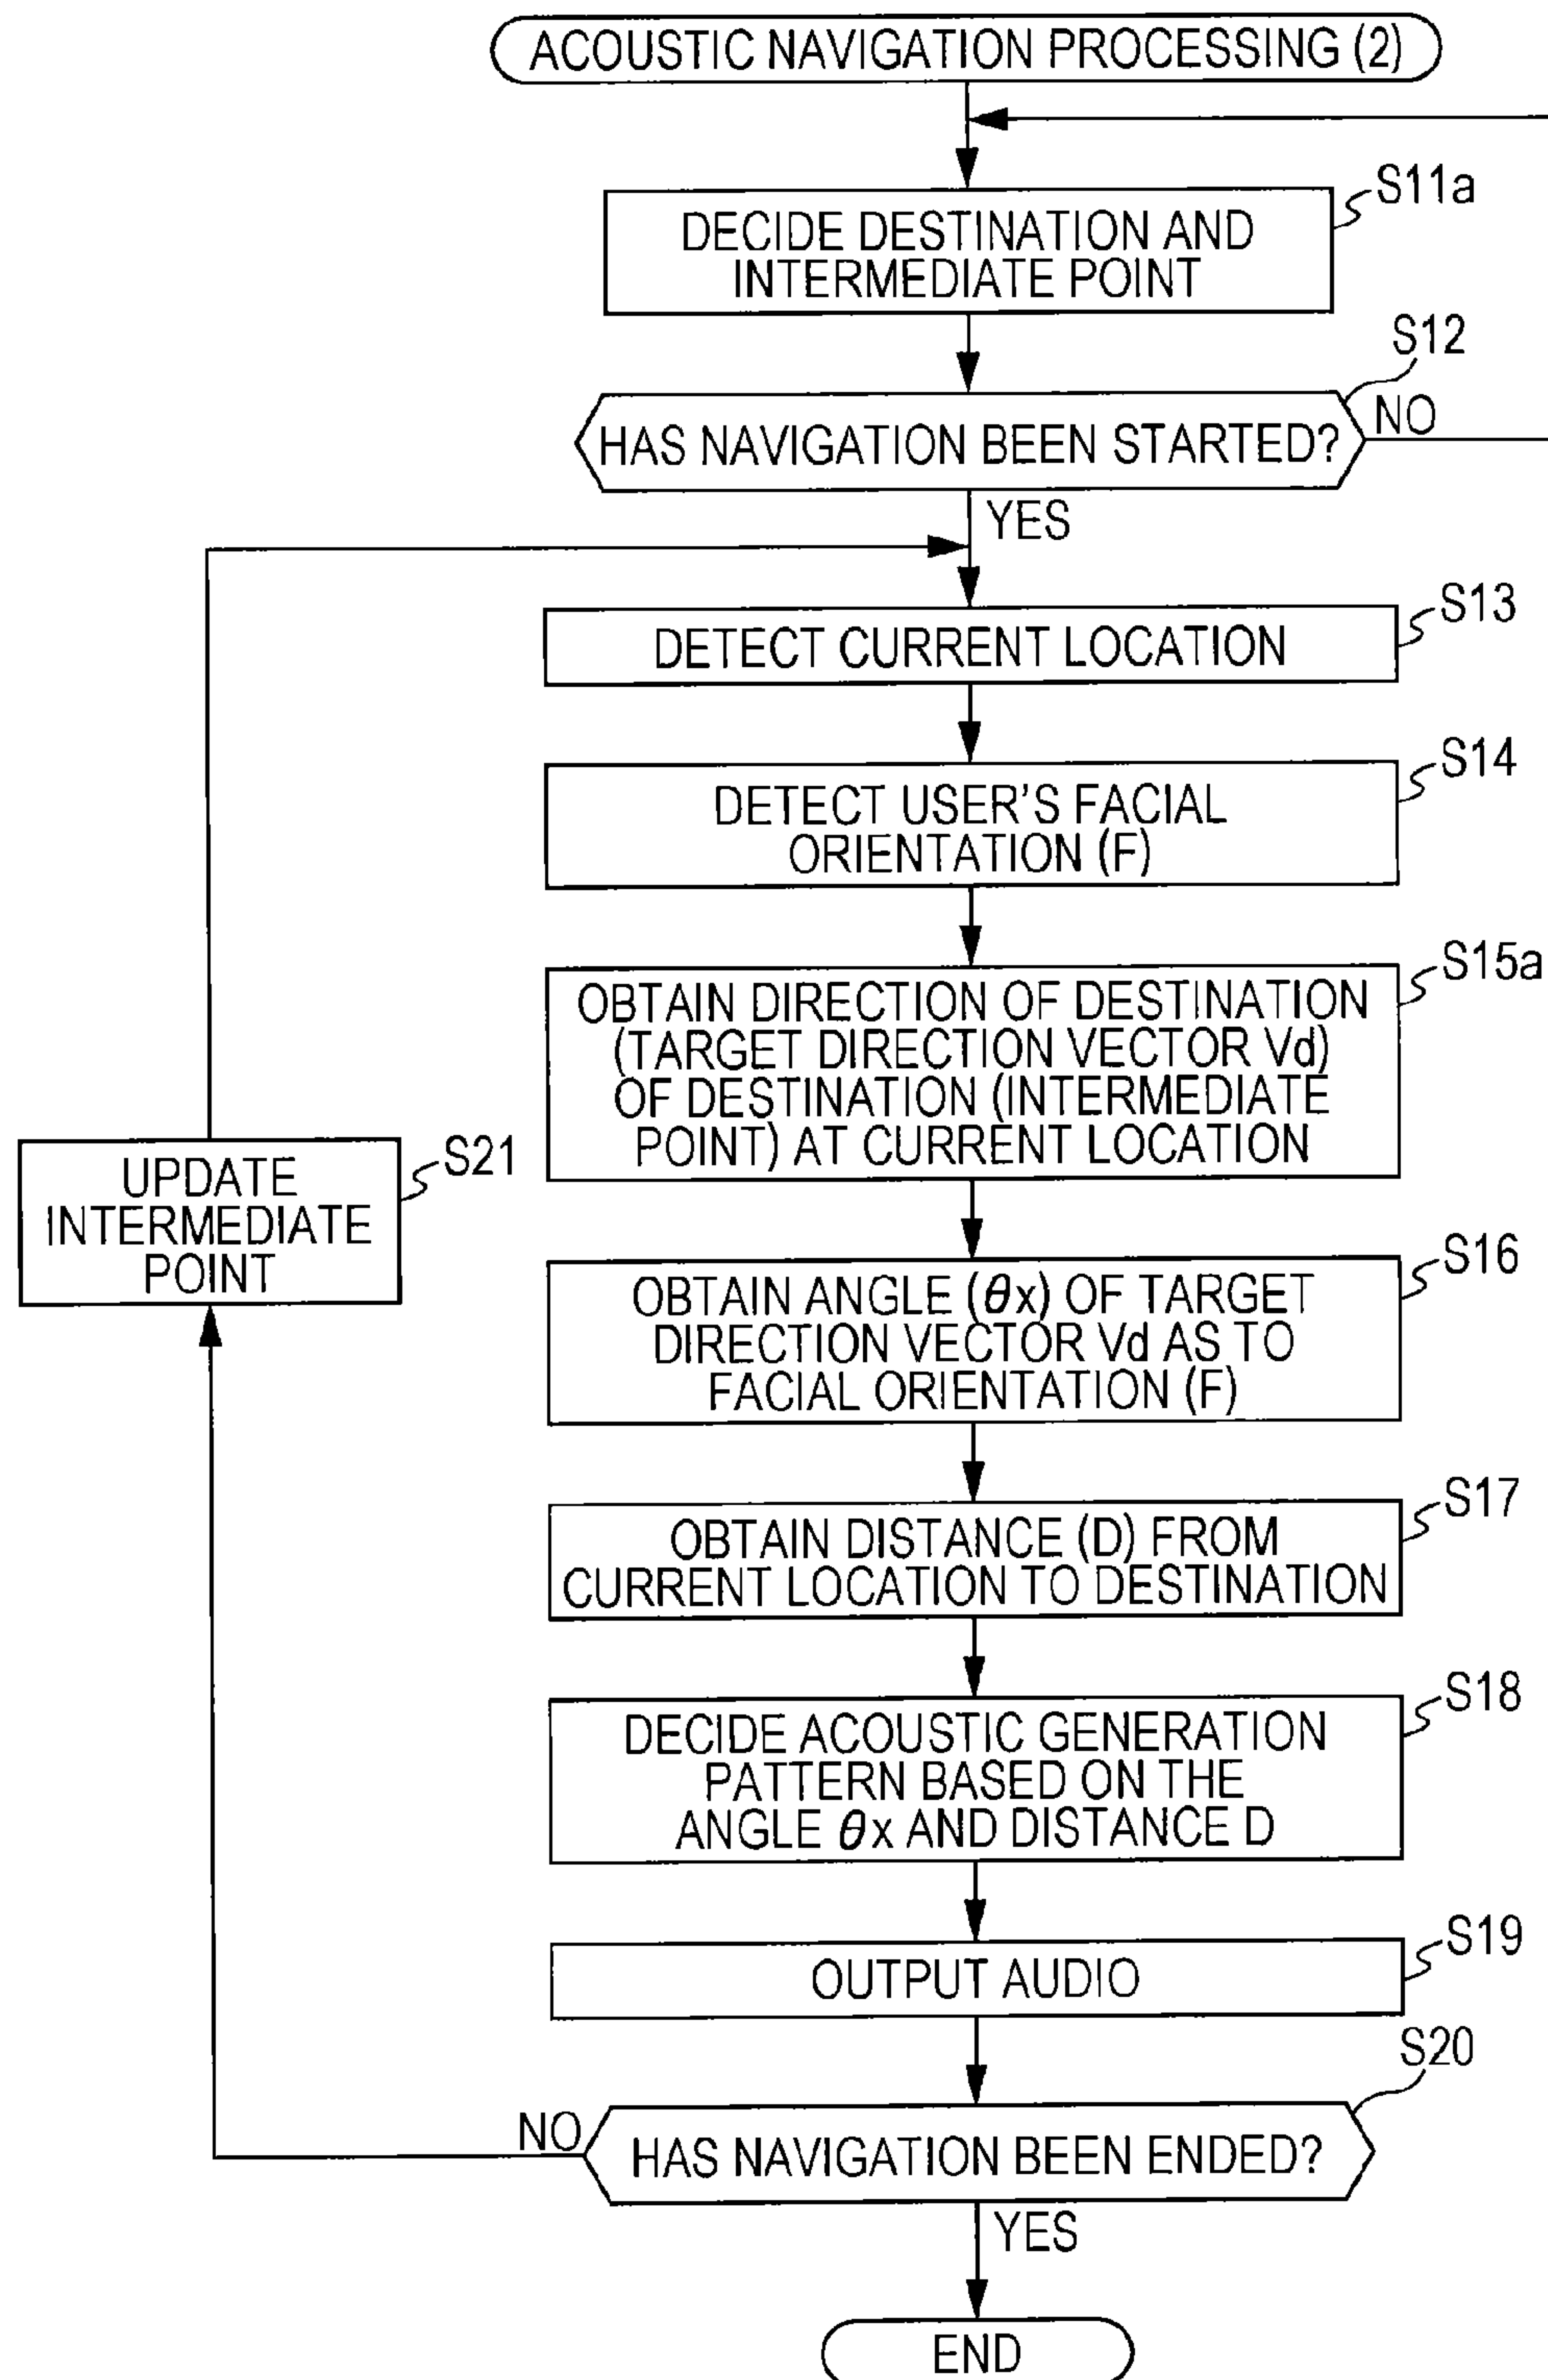 ACOUSTIC NAVIGATION PROCESSING (2)
S11a
DECIDE DESTINATION AND
INTERMEDIATE POINT
S12
HAS NAVIGATION BEEN STARTED?
NO
YES
S13
DETECT CURRENT LOCATION
S14
DETECT USER'S FACIAL
ORIENTATION (F)
S15a
OBTAIN DIRECTION OF DESTINATION
(TARGET DIRECTION VECTOR Vd)
OF DESTINATION (INTERMEDIATE
POINT) AT CURRENT LOCATION
S21
UPDATE
INTERMEDIATE
POINT
S16
OBTAIN ANGLE (θx) OF TARGET
DIRECTION VECTOR Vd AS TO
FACIAL ORIENTATION (F)
S17
OBTAIN DISTANCE (D) FROM
CURRENT LOCATION TO DESTINATION
S18
DECIDE ACOUSTIC GENERATION
PATTERN BASED ON THE
ANGLE θx AND DISTANCE D
S19
OUTPUT AUDIO
S20
NO
HAS NAVIGATION BEEN ENDED?
YES
END